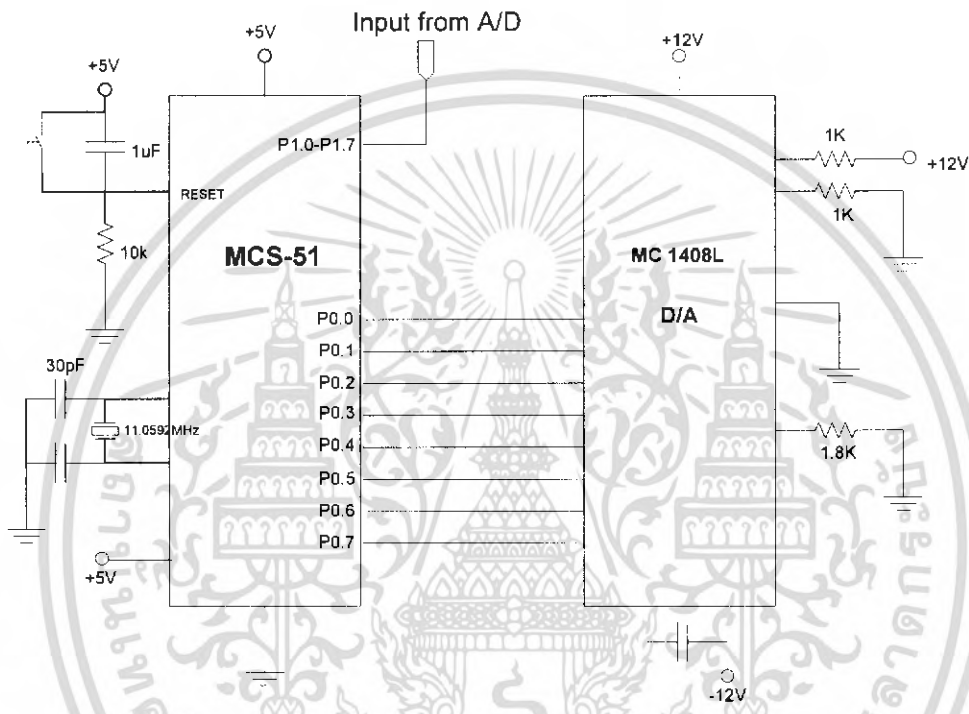 Input from A/D
+5V
+5V
+12V
1uF
P1.0-P1.7
1K
+12V
RESET
1K
10k
MCS-51
MC 1408L
D/A
P0.0
P0.1
30pF
P0.2
P0.3
11.0592MHz
P0.4
1.8K
P0.5
P0.6
P0.7
+5V
-12V